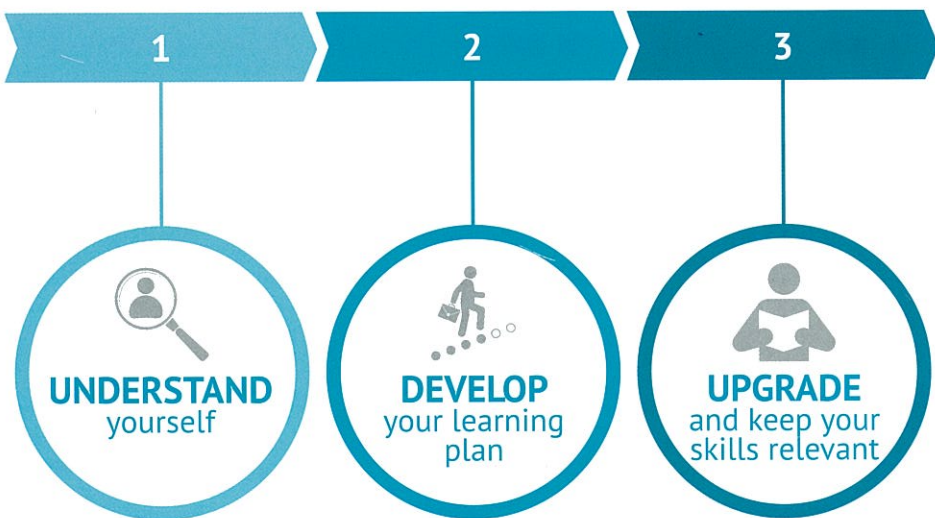 1
2
3
UNDERSTAND
yourself
DEVELOP
your learning
plan
UPGRADE
and keep your
skills relevant